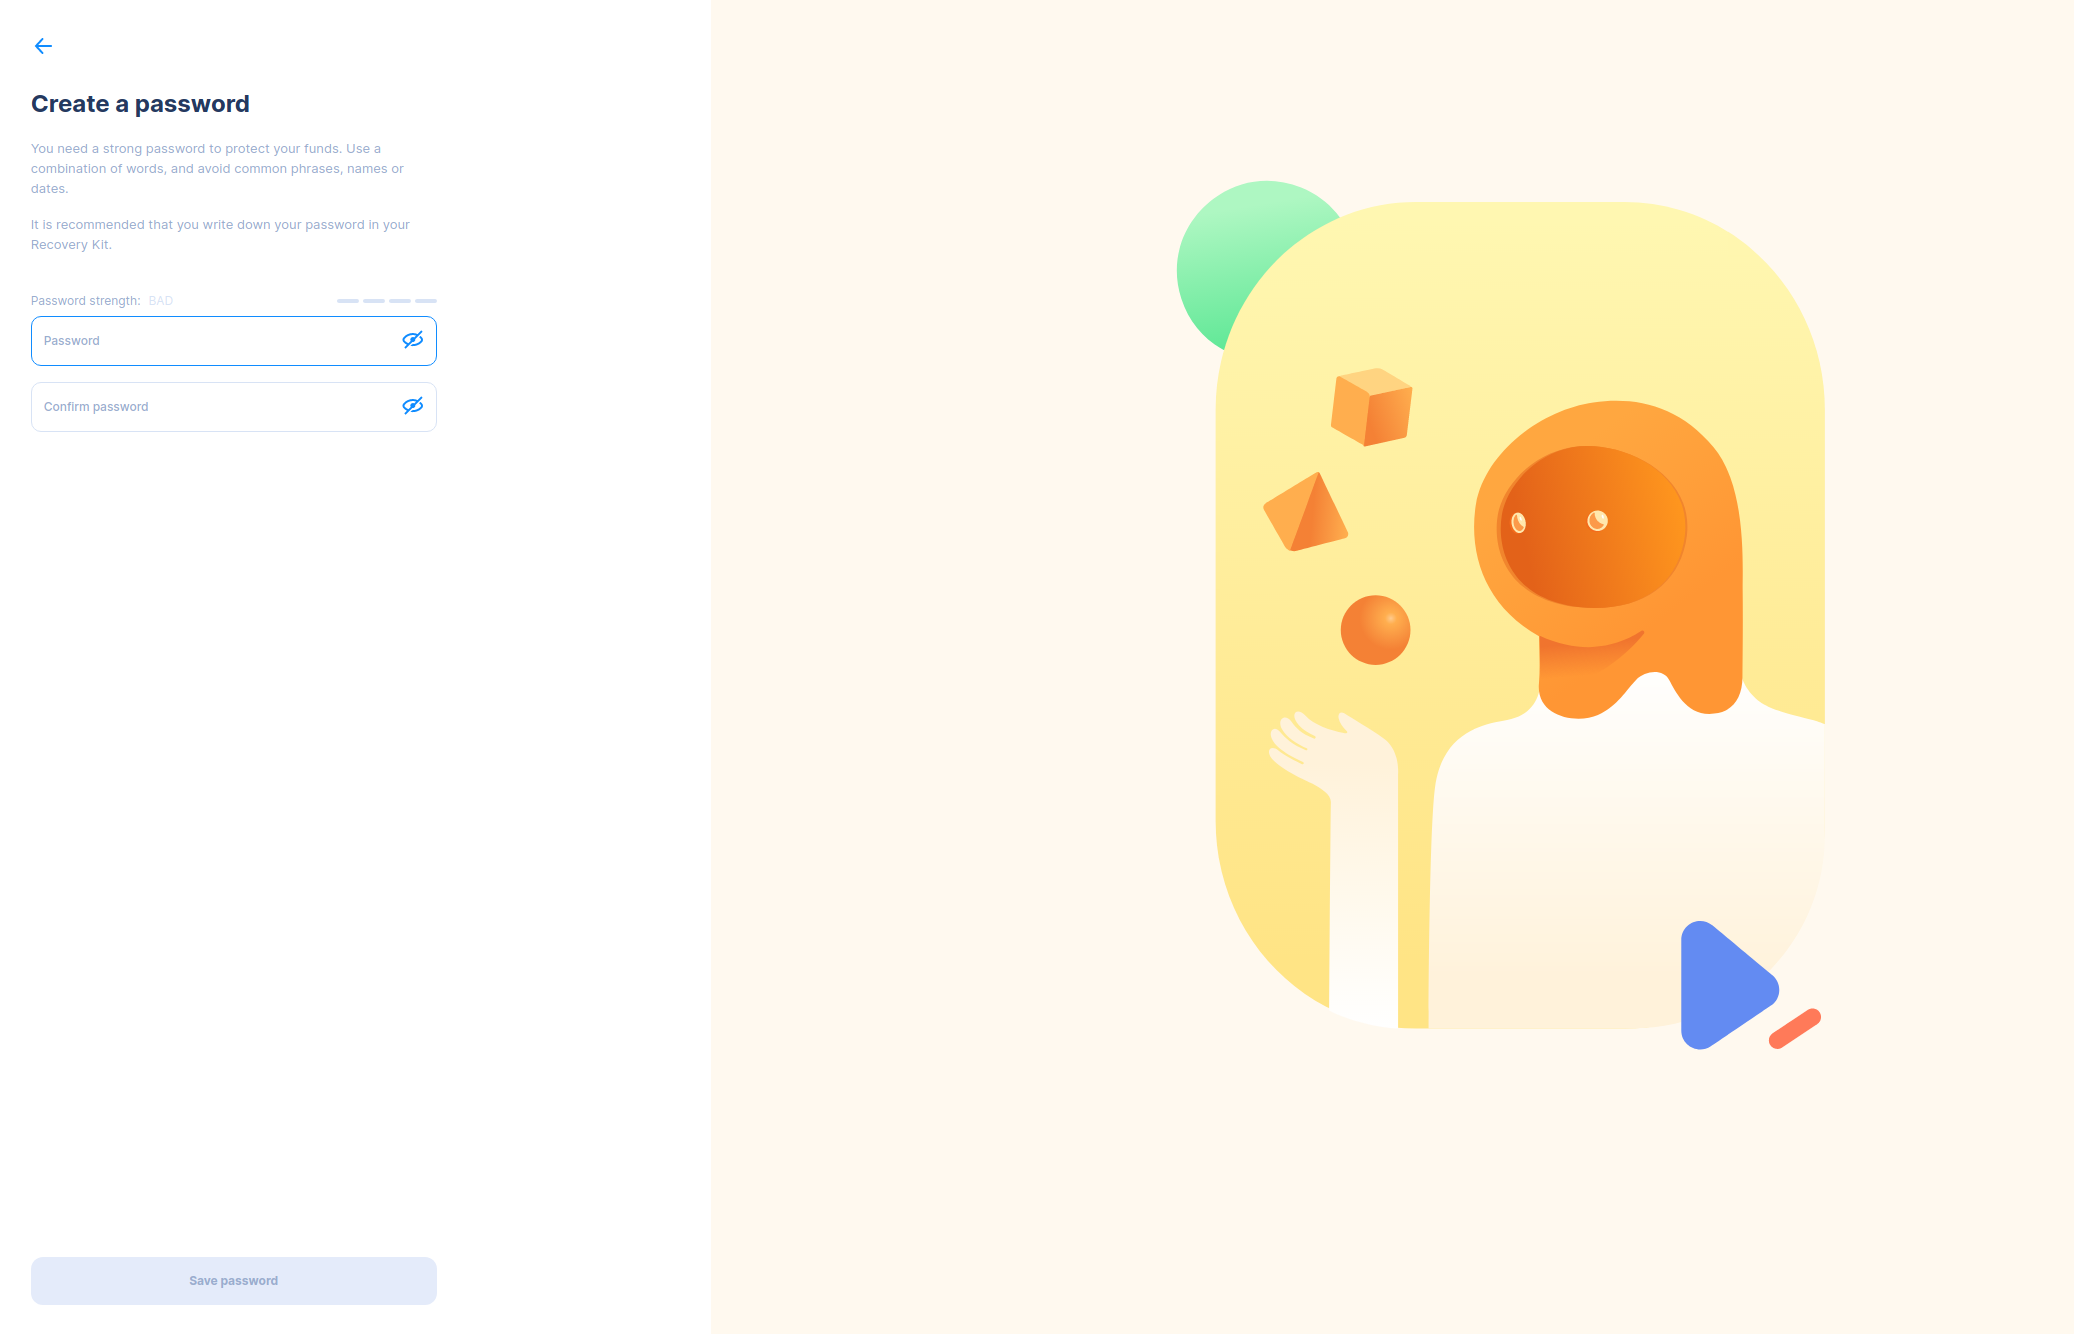 Create a password
You need a strong password to protect your funds. Use a
combination of words, and avoid common phrases, names or
dates.
It is recommended that you write down your password in your
Recovery Kit.
Password strength: BAD
Password
Confirm password
Save password